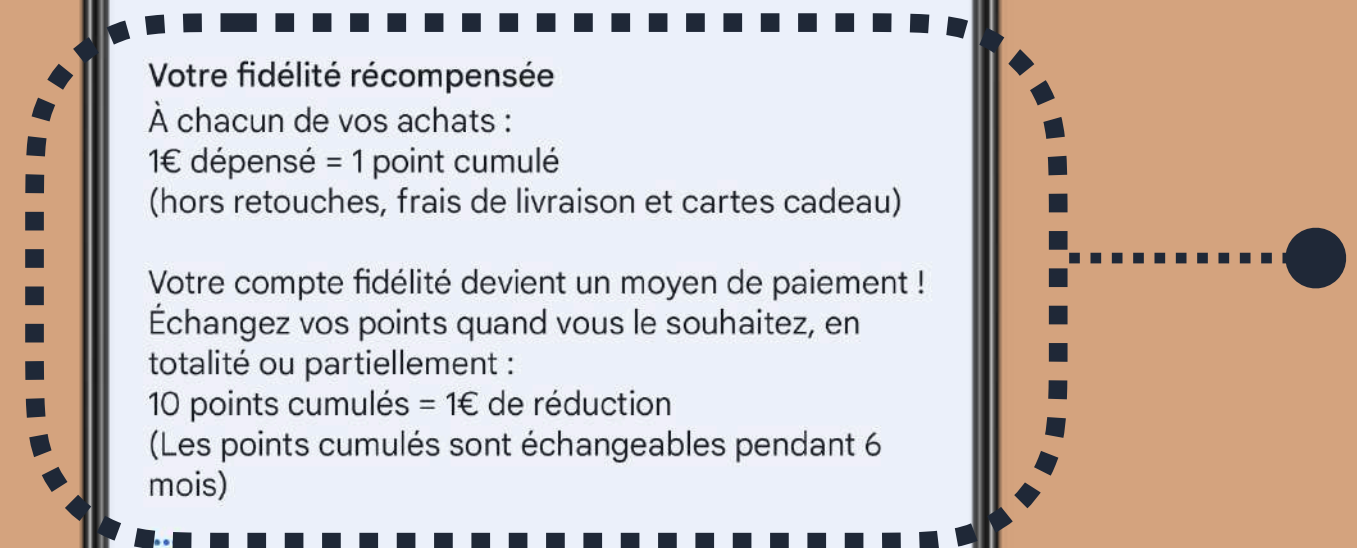 Votre fidélité récompensée
À chacun de vos achats :
1€ dépensé = 1 point cumulé
(hors retouches, frais de livraison et cartes cadeau)
Votre compte fidélité devient un moyen de paiement !
Échangez vos points quand vous le souhaitez, en
totalité ou partiellement :
10 points cumulés = 1€ de réduction
(Les points cumulés sont échangeables pendant 6
mois)